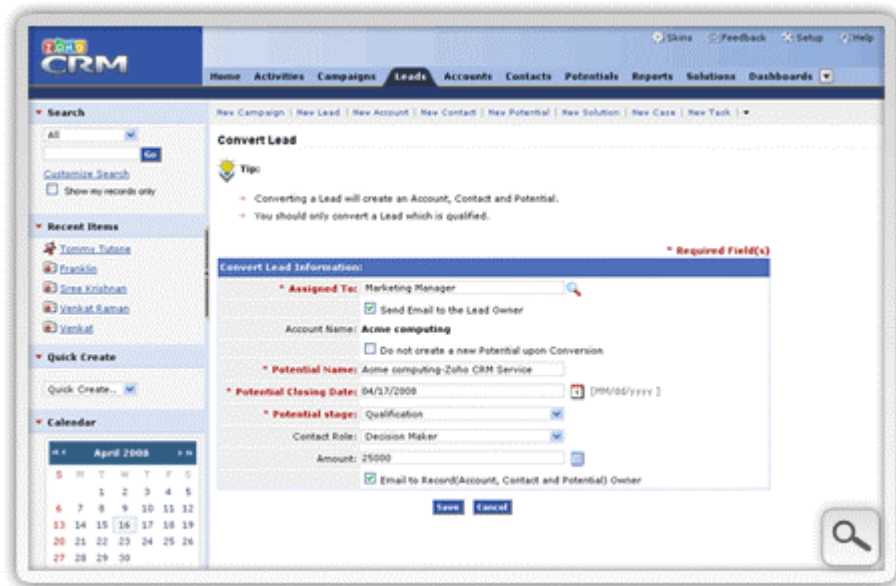 Skins Feedback Setup Help
ZOHO
CRM
Home Activities Campaigns Leads Accounts Contacts Potentials Reports Solutions Dashboards
New Campaign | New Lead | New Account | New Contact | New Potential | New Solution | New Case | New Task |
Search
All
Go
Customize Search
Show my records only
Recent Items
Tommy Tutone
Franklin
Sree Krishnan
Venkat Raman
Venkat
Quick Create
Quick Create..
Calendar
April 2008
S M T W T F S
1 2 3 4 5
6 7 8 9 10 11 12
13 14 15 16 17 18 19
20 21 22 23 24 25 26
27 28 29 30
Convert Lead
Tip:
Converting a Lead will create an Account, Contact and Potential.
You should only convert a Lead which is qualified.
* Required Field(s)
Convert Lead Information:
* Assigned To: Marketing Manager
Send Email to the Lead Owner
Account Name: Acme computing
Do not create a new Potential upon Conversion
* Potential Name: Acme computing-Zoho CRM Service
* Potential Closing Date: 04/17/2008 [MM/dd/yyyy ]
* Potential stage: Qualification
Contact Role: Decision Maker
Amount: 25000
Email to Record(Account, Contact and Potential) Owner
Save Cancel